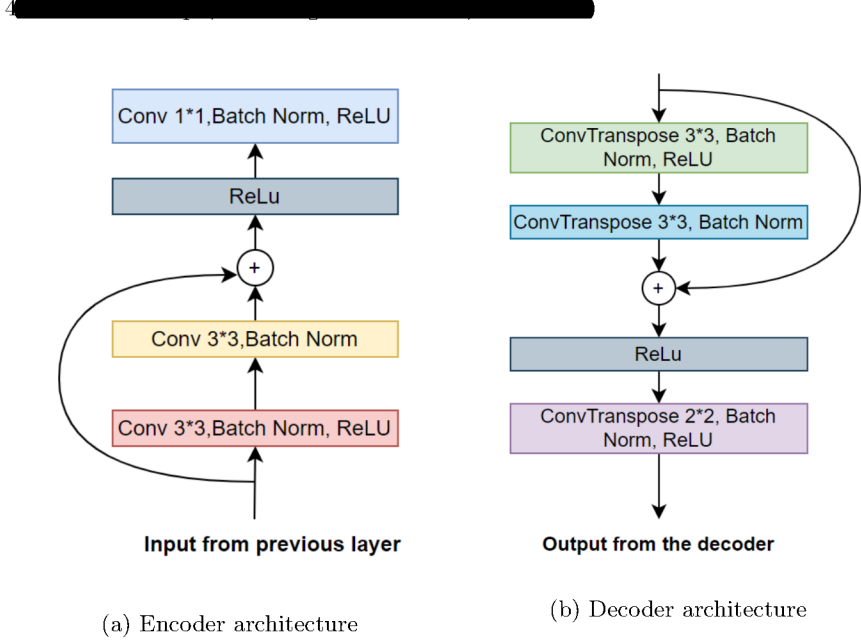 4
Conv 1*1,Batch Norm, ReLU
ReLu
+
Conv 3*3,Batch Norm
Conv 3*3,Batch Norm, ReLU
Input from previous layer
(a) Encoder architecture
ConvTranspose 3*3, Batch
Norm, ReLU
ConvTranspose 3*3, Batch Norm
+
ReLu
ConvTranspose 2*2, Batch
Norm, ReLU
Output from the decoder
(b) Decoder architecture